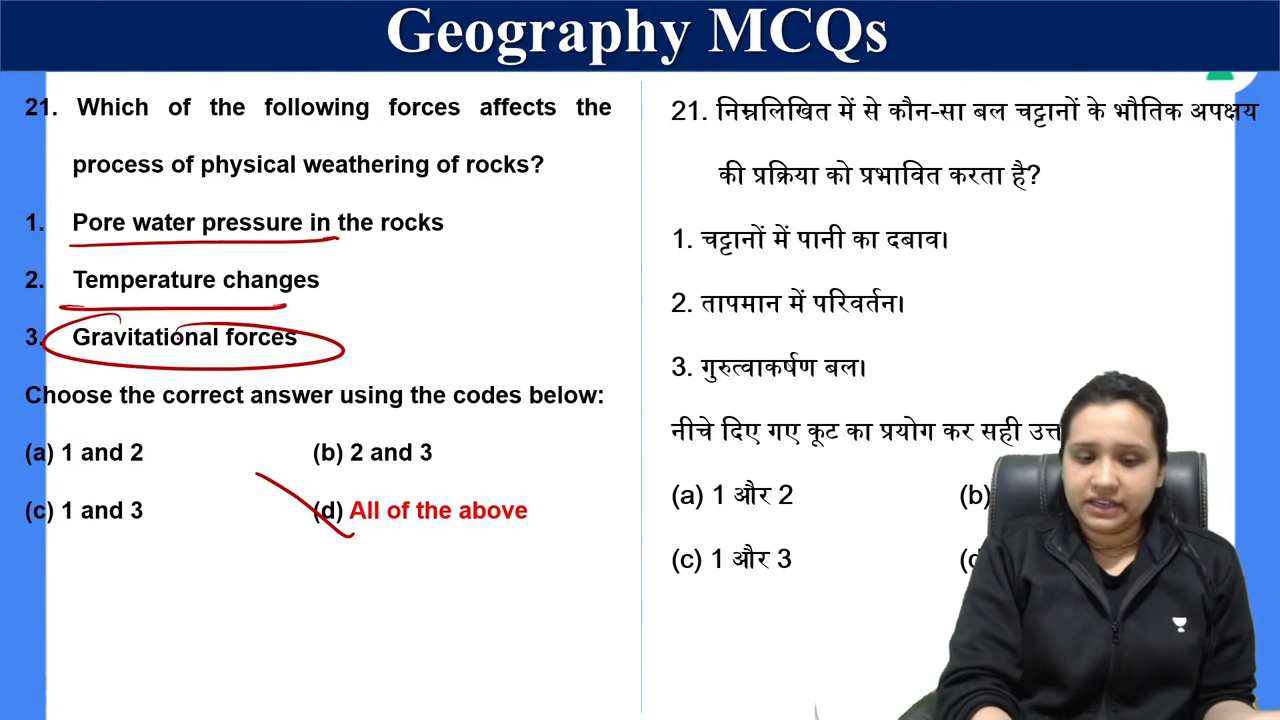 Geography MCQs
21. Which of the following forces affects the
process of physical weathering of rocks?
1. Pore water pressure in the rocks
2. Temperature changes
3. Gravitational forces
Choose the correct answer using the codes below:
(a) 1 and 2 (b) 2 and 3
(c) 1 and 3 (d) All of the above
21. निम्नलिखित में से कौन-सा बल चट्टानों के भौतिक अपक्षय
की प्रक्रिया को प्रभावित करता है?
1. चट्टानों में पानी का दबाव।
2. तापमान में परिवर्तन।
3. गुरुत्वाकर्षण बल।
नीचे दिए गए कूट का प्रयोग कर सही
(a) 1 और 2 (b)
(c) 1 और 3